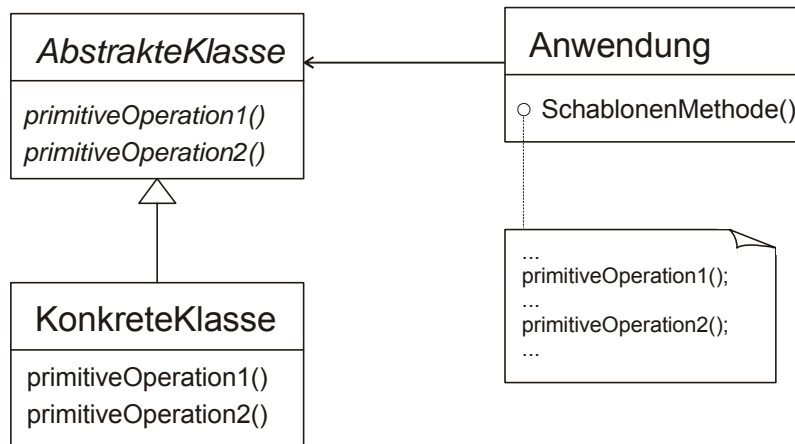 AbstrakteKlasse
primitiveOperation1()
primitiveOperation2()
Anwendung
SchablonenMethode()
...
primitiveOperation1();
...
primitiveOperation2();
...
KonkreteKlasse
primitiveOperation1()
primitiveOperation2()